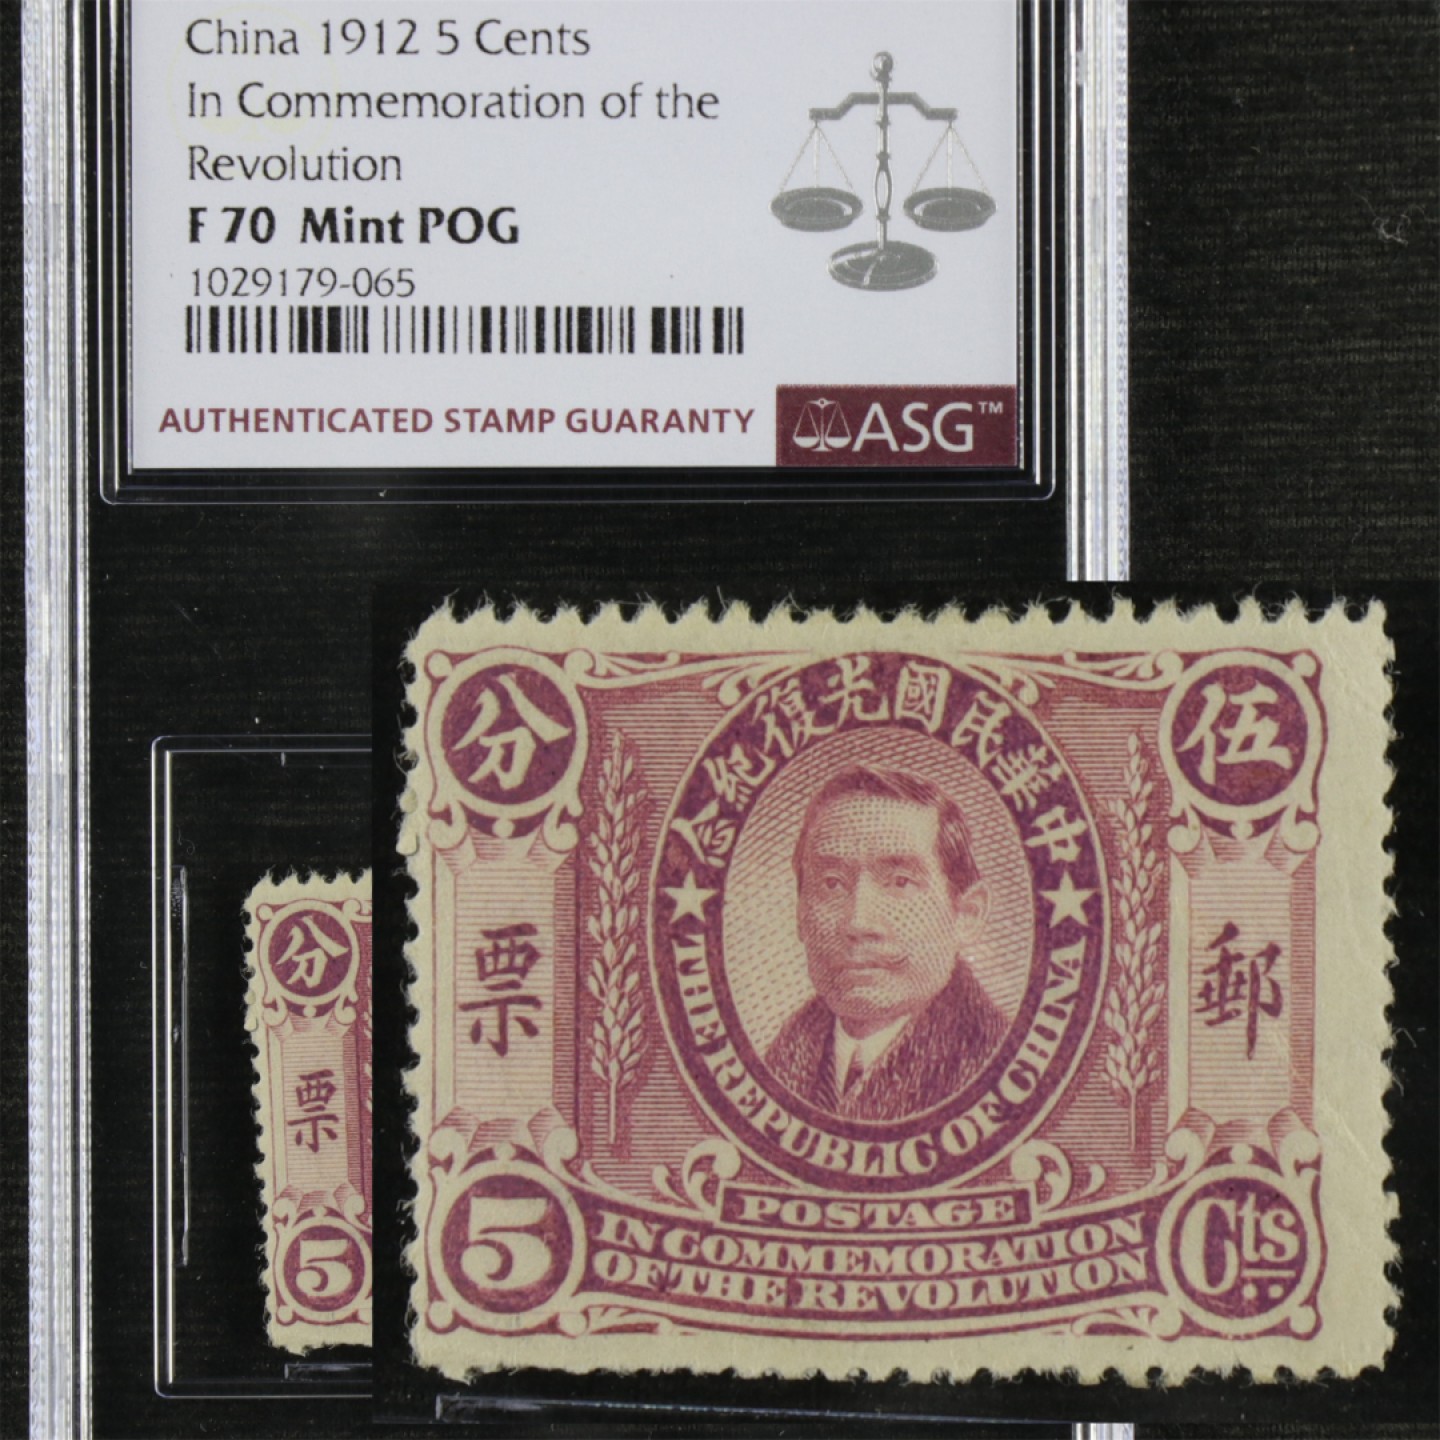 China 1912 5 Cents
In Commemoration of the
Revolution
F 70 Mint POG
1029179-065
AUTHENTICATED STAMP GUARANTY
ASG™
分
票
5
中華民國光復紀念
伍
分
郵
票
THE REPUBLIC OF CHINA
POSTAGE
IN COMMEMORATION
OF THE REVOLUTION
5
Cts